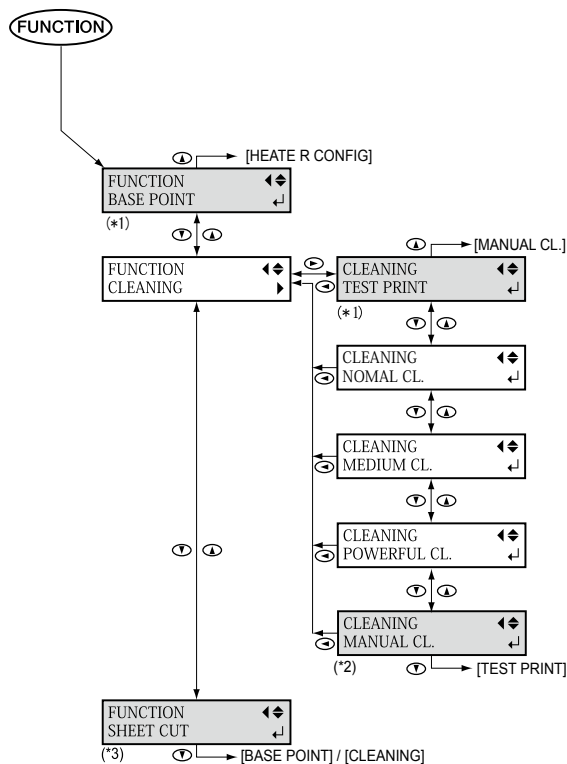 FUNCTION
[HEATE R CONFIG]
FUNCTION
BASE POINT
(*1)
[MANUAL CL.]
FUNCTION
CLEANING
CLEANING
TEST PRINT
(*1)
CLEANING
NOMAL CL.
CLEANING
MEDIUM CL.
CLEANING
POWERFUL CL.
CLEANING
MANUAL CL.
(*2)
[TEST PRINT]
FUNCTION
SHEET CUT
(*3)
[BASE POINT] / [CLEANING]